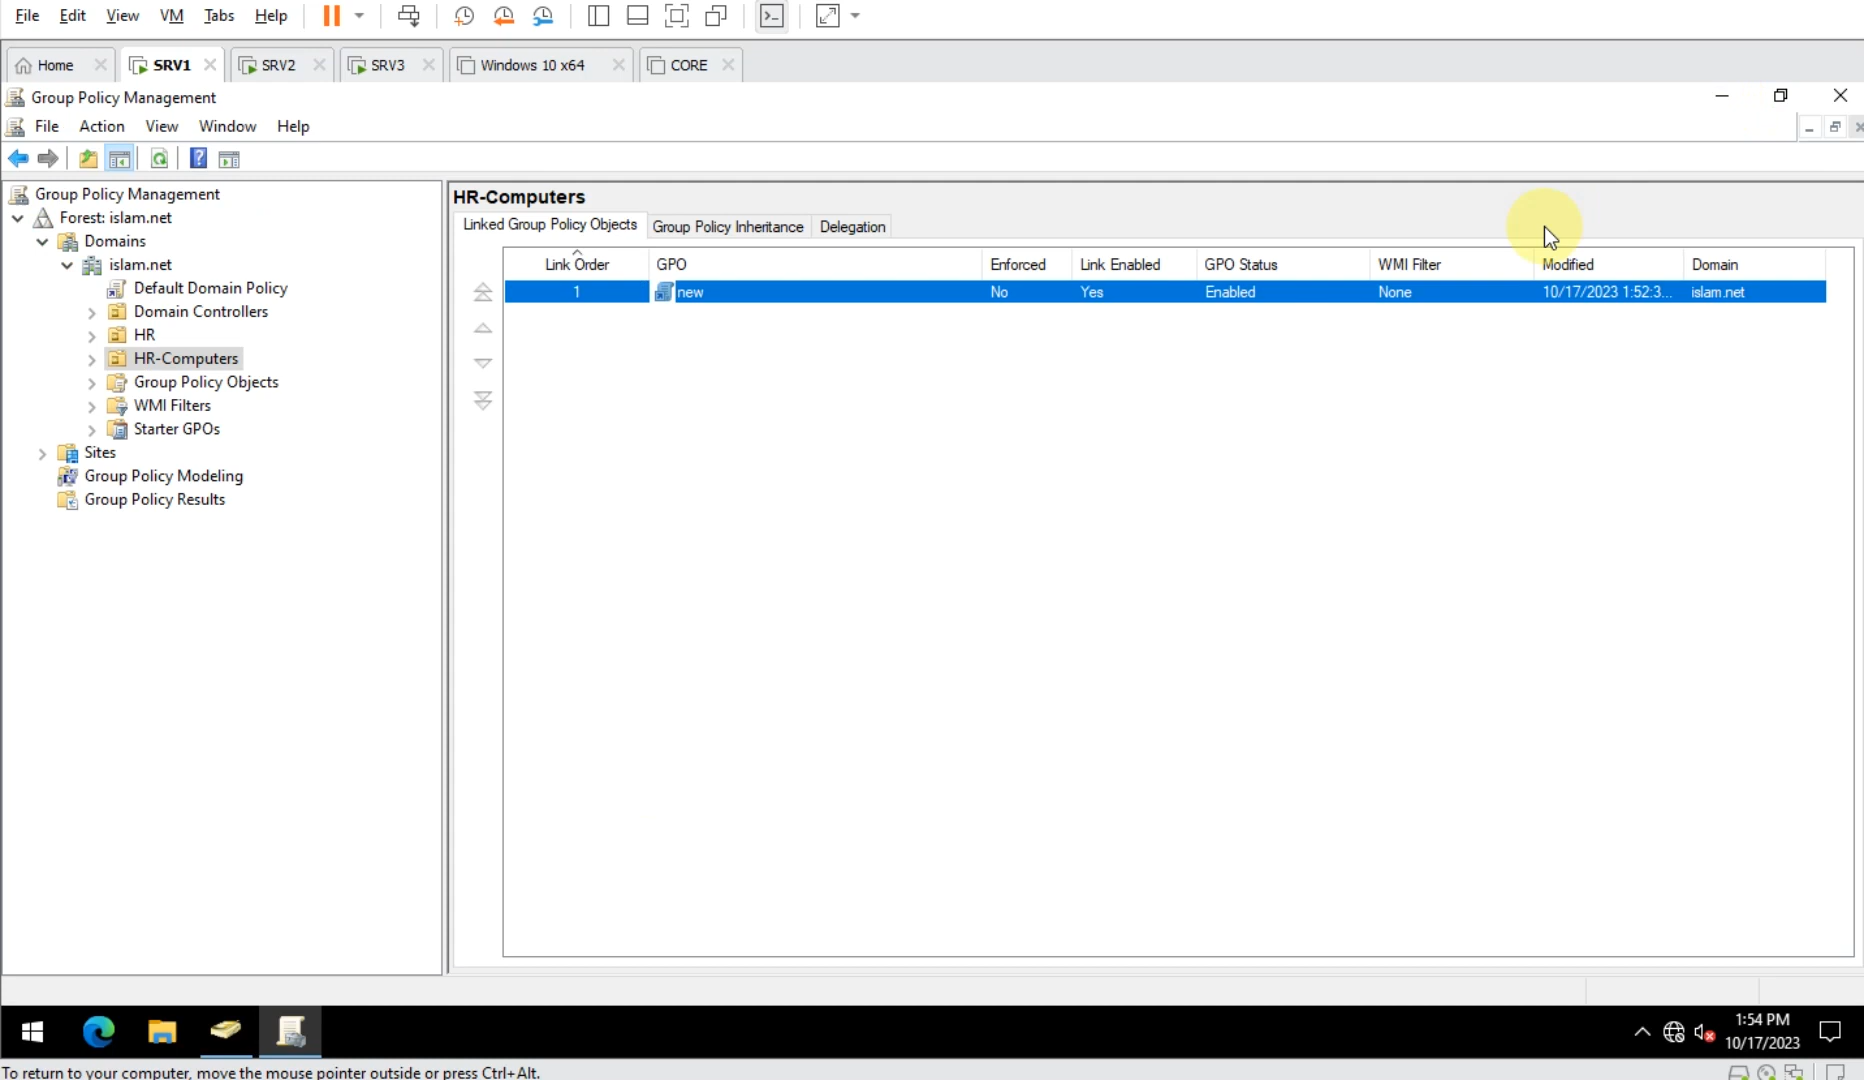 File Edit View VM Tabs Help
Home SRV1 SRV2 SRV3 Windows 10 x64 CORE
Group Policy Management
File Action View Window Help
Group Policy Management
Forest: islam.net
Domains
islam.net
Default Domain Policy
Domain Controllers
HR
HR-Computers
Group Policy Objects
WMI Filters
Starter GPOs
Sites
Group Policy Modeling
Group Policy Results
HR-Computers
Linked Group Policy Objects Group Policy Inheritance Delegation
Link Order GPO Enforced Link Enabled GPO Status WMI Filter Modified Domain
1 new No Yes Enabled None 10/17/2023 1:52:3... islam.net
1:54 PM
10/17/2023
To return to your computer, move the mouse pointer outside or press Ctrl+Alt.